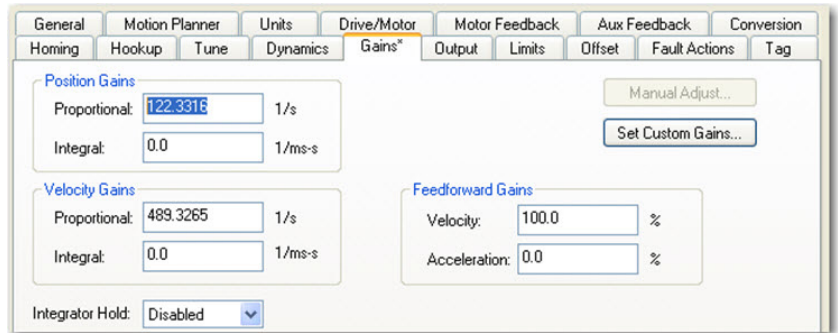 General Motion Planner Units Drive/Motor Motor Feedback Aux Feedback Conversion
Homing Hookup Tune Dynamics Gains* Output Limits Offset Fault Actions Tag
Position Gains
Proportional: 122.3316 1/s
Manual Adjust...
Integral: 0.0 1/ms-s
Set Custom Gains...
Velocity Gains
Proportional: 489.3265 1/s
Integral: 0.0 1/ms-s
Feedforward Gains
Velocity: 100.0 %
Acceleration: 0.0 %
Integrator Hold: Disabled